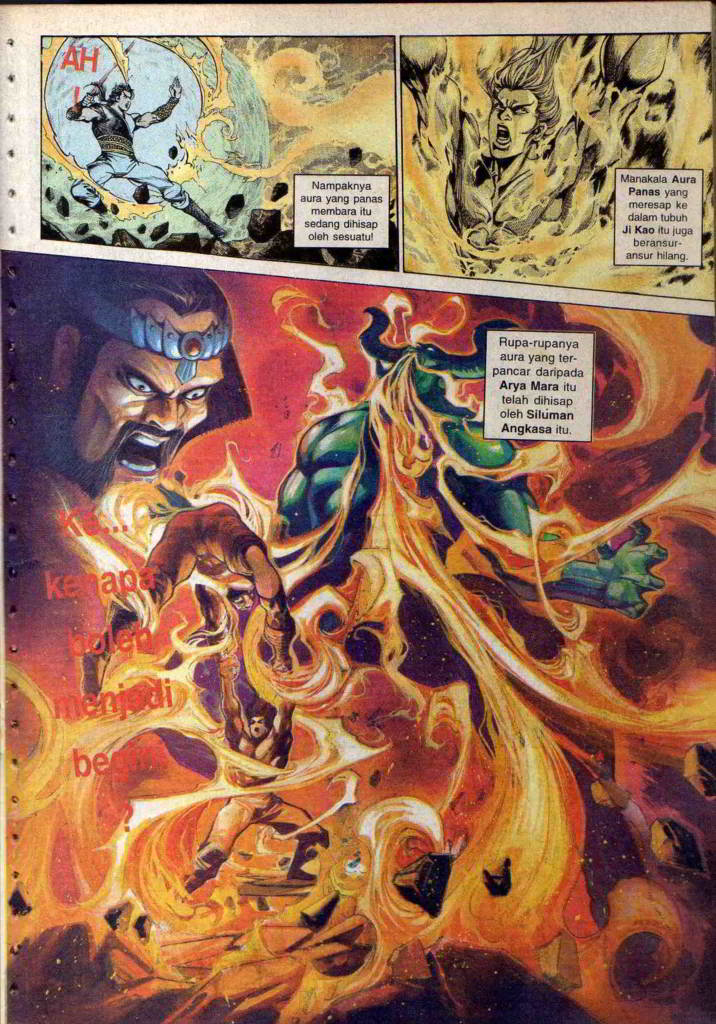 AH
!
Nampaknya
aura yang panas
membara itu
sedang dihisap
oleh sesuatu!
Manakala Aura
Panas yang
meresap ke
dalam tubuh
Ji Kao itu juga
beransur-
ansur hilang.
Rupa-rupanya
aura yang ter-
pancar daripada
Arya Mara itu
telah dihisap
oleh Siluman
Angkasa itu.
kenapa
boleh
menjadi
?